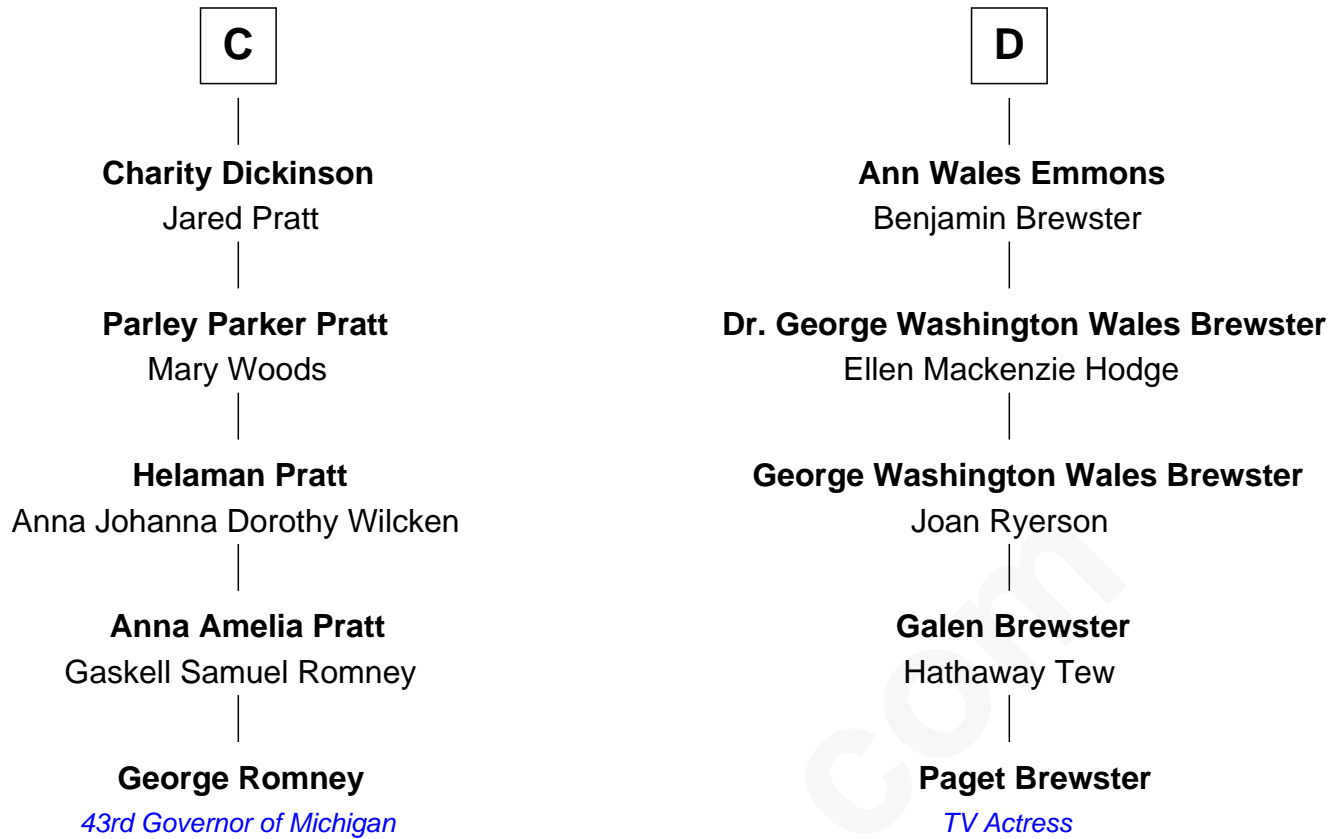 C
Charity Dickinson
Jared Pratt
Parley Parker Pratt
Mary Woods
Helaman Pratt
Anna Johanna Dorothy Wilcken
Anna Amelia Pratt
Gaskell Samuel Romney
George Romney
43rd Governor of Michigan
D
Ann Wales Emmons
Benjamin Brewster
Dr. George Washington Wales Brewster
Ellen Mackenzie Hodge
George Washington Wales Brewster
Joan Ryerson
Galen Brewster
Hathaway Tew
Paget Brewster
TV Actress
com